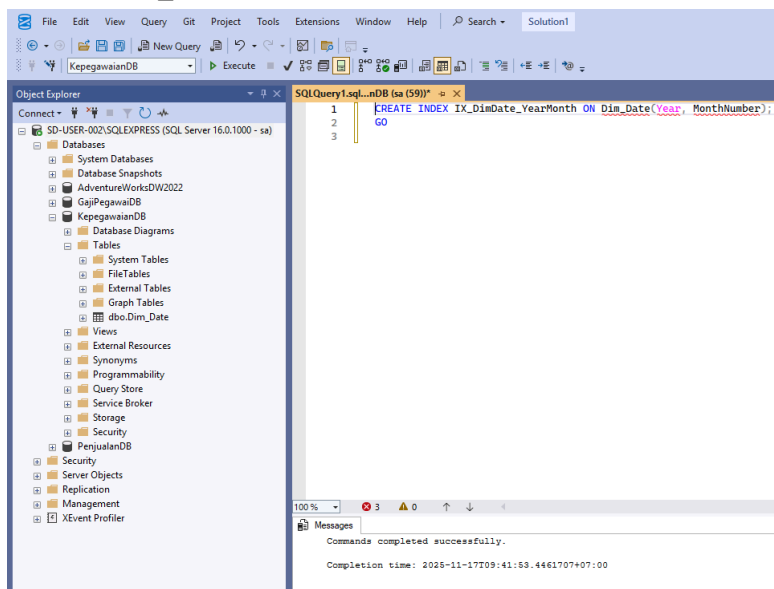 File Edit View Query Git Project Tools Extensions Window Help Search Solution1
New Query
KepegawaianDB Execute
Object Explorer
Connect
SD-USER-002\SQLEXPRESS (SQL Server 16.0.1000 - sa)
Databases
System Databases
Database Snapshots
AdventureWorksDW2022
GajiPegawaiDB
KepegawaianDB
Database Diagrams
Tables
System Tables
FileTables
External Tables
Graph Tables
dbo.Dim_Date
Views
External Resources
Synonyms
Programmability
Query Store
Service Broker
Storage
Security
PenjualanDB
Security
Server Objects
Replication
Management
XEvent Profiler
SQLQuery1.sql...nDB (sa (59))*
1 CREATE INDEX IX_DimDate_YearMonth ON Dim_Date(Year, MonthNumber);
2 GO
3
100 % 3 0
Messages
Commands completed successfully.
Completion time: 2025-11-17T09:41:53.4461707+07:00